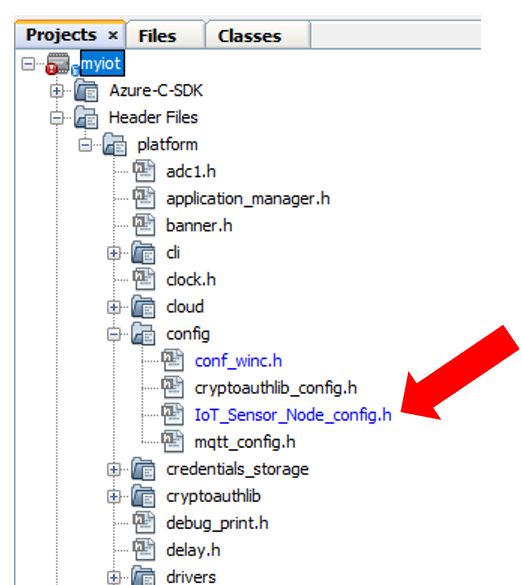 Projects × Files Classes
myiot
Azure-C-SDK
Header Files
platform
adc1.h
application_manager.h
banner.h
cli
clock.h
cloud
config
conf_winc.h
cryptoauthlib_config.h
IoT_Sensor_Node_config.h
mqtt_config.h
credentials_storage
cryptoauthlib
debug_print.h
delay.h
drivers